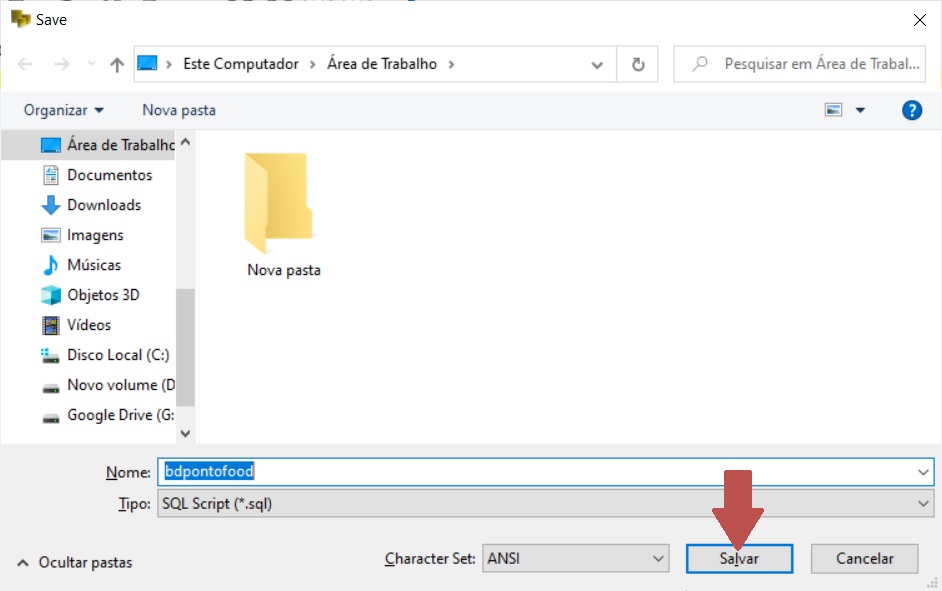 Save
Este Computador > Área de Trabalho >
Pesquisar em Área de Trabal...
Organizar
Nova pasta
?
Área de Trabalho
Documentos
Downloads
Imagens
Músicas
Objetos 3D
Vídeos
Disco Local (C:)
Novo volume (D
Google Drive (G:
Nova pasta
Nome: bdpontofood
Tipo: SQL Script (*.sql)
Ocultar pastas
Character Set: ANSI
Salvar
Cancelar